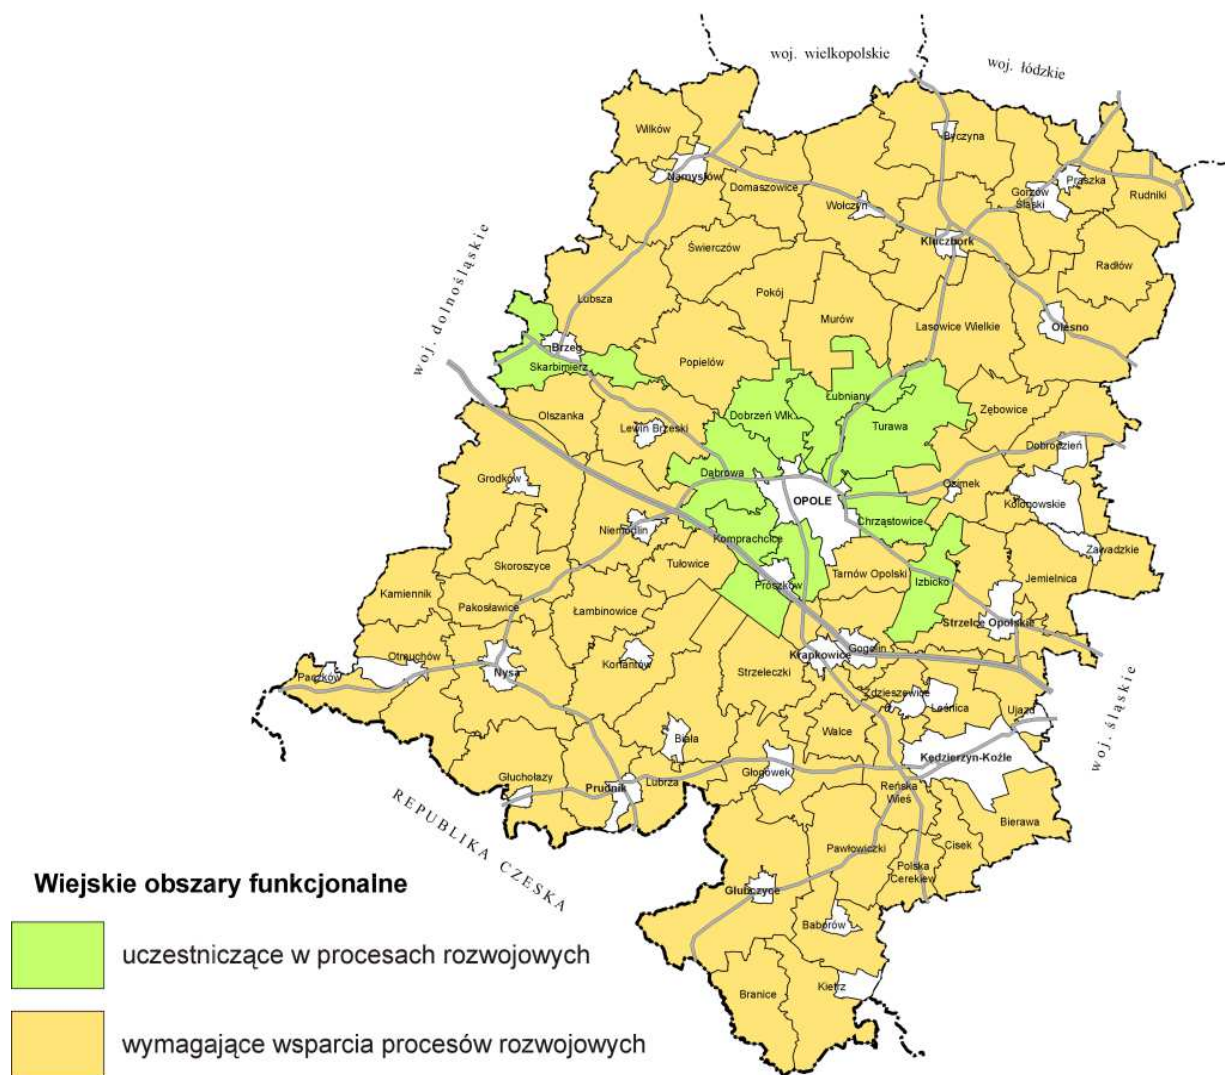 woj. wielkopolskie
woj. łódzkie
Wilków
Byczyna
Namysłów
Praszka
Domaszowice
Gorzów
Śląski
Rudniki
Wołczyn
Kluczbork
Świerczów
Radłów
woj. dolnośląskie
Lubsza
Pokój
Murów
Lasowice Wielkie
Olesno
Brzeg
Skarbimierz
Popielów
Łubniany
Olszanka
Dobrzeń Wlk.
Zębowice
Lewin Brzeski
Turawa
Dobrodzień
Grodków
Dąbrowa
Ozimek
OPOLE
Kolonowskie
Niemodlin
Chrząstowice
Komprachcice
Zawadzkie
Skoroszyce
Tułowice
Tarnów Opolski
Izbicko
Jemielnica
Prószków
Kamiennik
Pakosławice
Łambinowice
Strzelce Opolskie
Otmuchów
Krapkowice
Gogolin
Paczków
Nysa
Korfantów
Strzeleczki
Zdzieszowice
Leśnica
Ujazd
woj. śląskie
Biała
Walce
Kędzierzyn-Koźle
Głuchołazy
Prudnik
Lubrza
Głogówek
Reńska
Wieś
REPUBLIKA CZESKA
Bierawa
Pawłowiczki
Cisek
Polska
Cerekiew
Głubczyce
Baborów
Branice
Kietrz
Wiejskie obszary funkcjonalne
uczestniczące w procesach rozwojowych
wymagające wsparcia procesów rozwojowych